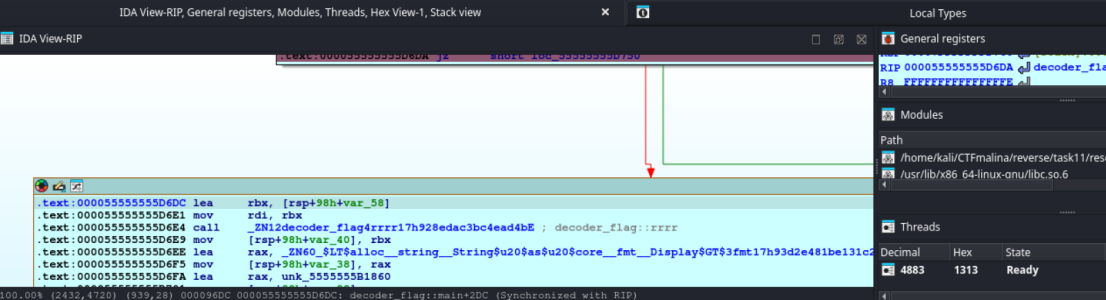 IDA View-RIP, General registers, Modules, Threads, Hex View-1, Stack view
Local Types
IDA View-RIP
General registers
.text:000055555555D6DA jz short loc_55555555D750
RIP 000055555555D6DA decoder_fla
R8 FFFFFFFFFFFFFFFE
Modules
Path
/home/kali/CTFmalina/reverse/task11/res
/usr/lib/x86_64-linux-gnu/libc.so.6
.text:000055555555D6DC lea rbx, [rsp+98h+var_58]
.text:000055555555D6E1 mov rdi, rbx
.text:000055555555D6E4 call _ZN12decoder_flag4rrrr17h928edac3bc4ead4bE ; decoder_flag::rrrr
.text:000055555555D6E9 mov [rsp+98h+var_40], rbx
.text:000055555555D6EE lea rax, _ZN60_$LT$alloc__string__String$u20$as$u20$core__fmt__Display$GT$3fmt17h93d2e481be131c2
.text:000055555555D6F5 mov [rsp+98h+var_38], rax
.text:000055555555D6FA lea rax, unk_5555555B1860
Threads
Decimal Hex State
4883 1313 Ready
100.00% (2432,4720) (939,28) 000096DC 000055555555D6DC: decoder_flag::main+2DC (Synchronized with RIP)